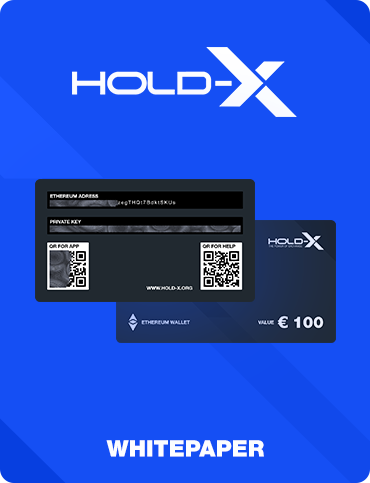 HOLD-X
ETHEREUM ADRESS
zegTHQt7BdktSKUs
PRIVATE KEY
QR FOR APP
QR FOR HELP
WWW.HOLD-X.ORG
HOLD-X
ETHEREUM WALLET
VALUE € 100
WHITEPAPER